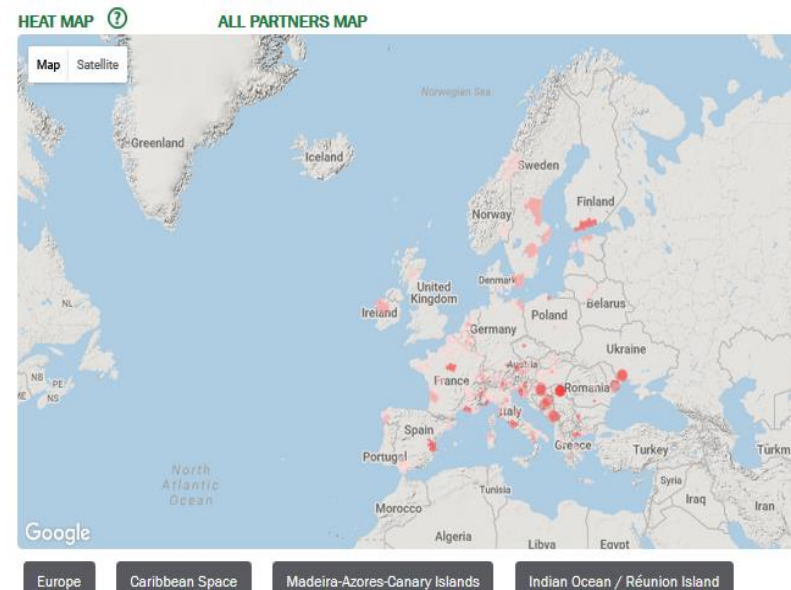 HEAT MAP ?
ALL PARTNERS MAP
Map Satellite
Norwegian Sea
Greenland
Iceland
Sweden
Finland
Norway
NL
Denmark
United
Kingdom
Ireland
Belarus
Poland
Germany
Ukraine
Austria
NB
PE
NS
France
Romania
Italy
Spain
Greece
Portugal
Turkey
Türkm
North
Atlantic
Ocean
Syria
Tunisia
Iraq
Iran
Morocco
Algeria
Libya
Egypt
Google
Europe
Caribbean Space
Madeira-Azores-Canary Islands
Indian Ocean / Réunion Island